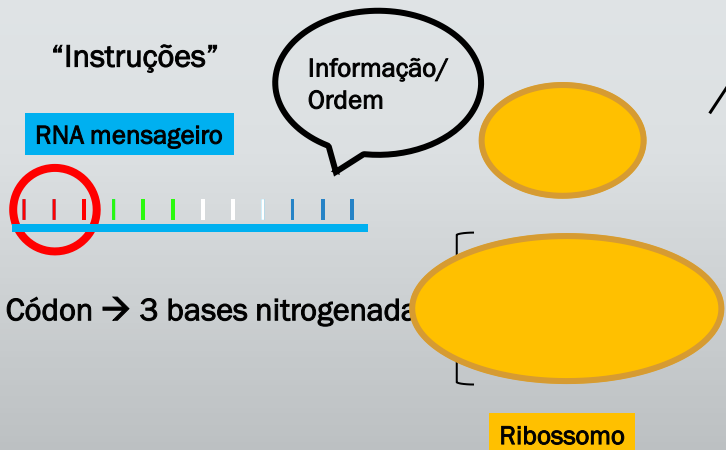 “Instruções”
Informação/
Ordem
RNA mensageiro
Códon → 3 bases nitrogenada
Ribossomo